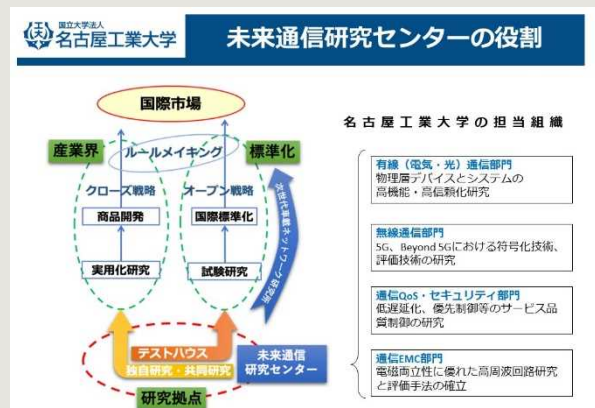 国立大学法人
名古屋工業大学
未来通信研究センターの役割
国際市場
産業界
ルールメイキング
標準化
クローズ戦略
オープン戦略
商品開発
国際標準化
実用化研究
試験研究
次世代車載ネットワーク研究所
テストハウス
独自研究・共同研究
未来通信
研究センター
研究拠点
名古屋工業大学の担当組織
有線（電気・光）通信部門
物理層デバイスとシステムの
高機能・高信頼化研究
無線通信部門
5G、Beyond 5Gにおける符号化技術、
評価技術の研究
通信QoS・セキュリティ部門
低遅延化、優先制御等のサービス品
質制御の研究
通信EMC部門
電磁両立性に優れた高周波回路研究
と評価手法の確立